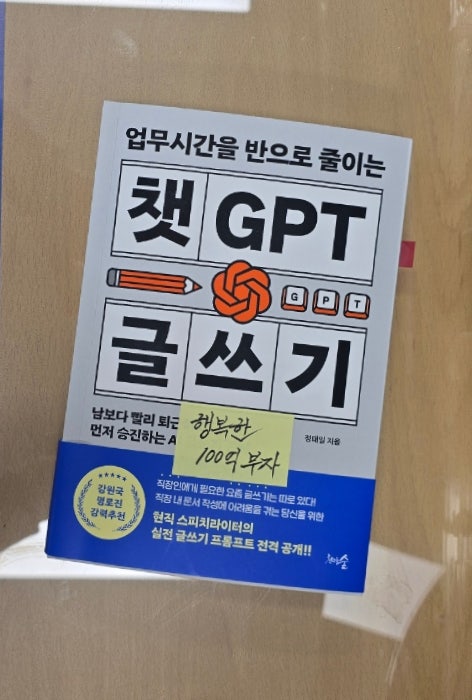 업무시간을 반으로 줄이는
챗 GPT
G P T
글쓰기
남보다 빨리 퇴근
먼저 승진하는 A
정태일 지음
행복한
100억 부자
직장인에게 필요한 요즘 글쓰기는 따로 있다!
직장 내 문서 작성에 어려움을 겪는 당신을 위한
현직 스피치라이터의
실전 글쓰기 프롬프트 전격 공개!!
강원국
명로진
강력추천